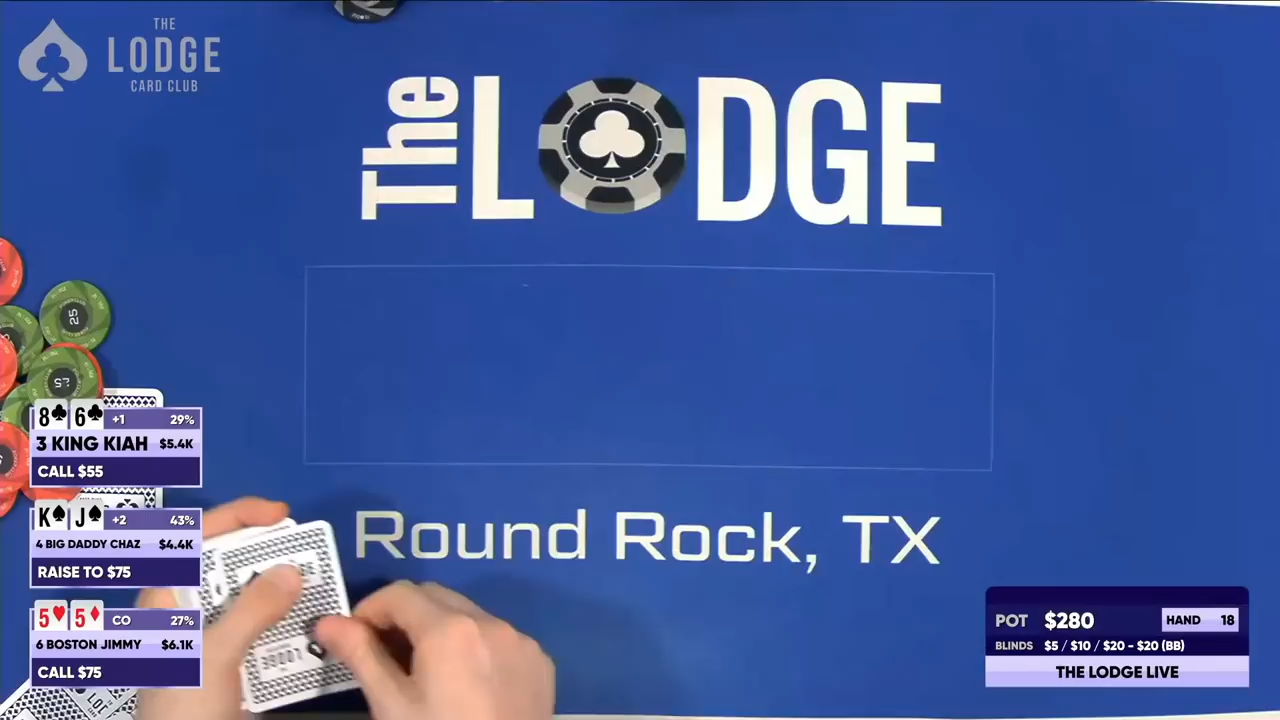 THE
LODGE
CARD CLUB
The LODGE
25
25
8♣ 6♣ +1 29%
3 KING KIAH $5.4K
CALL $55
K♠ J♠ +2 43%
4 BIG DADDY CHAZ $4.4K
RAISE TO $75
5♥ 5♦ CO 27%
6 BOSTON JIMMY $6.1K
CALL $75
Round Rock, TX
POT $280 HAND 18
BLINDS $5 / $10 / $20 - $20 (BB)
THE LODGE LIVE